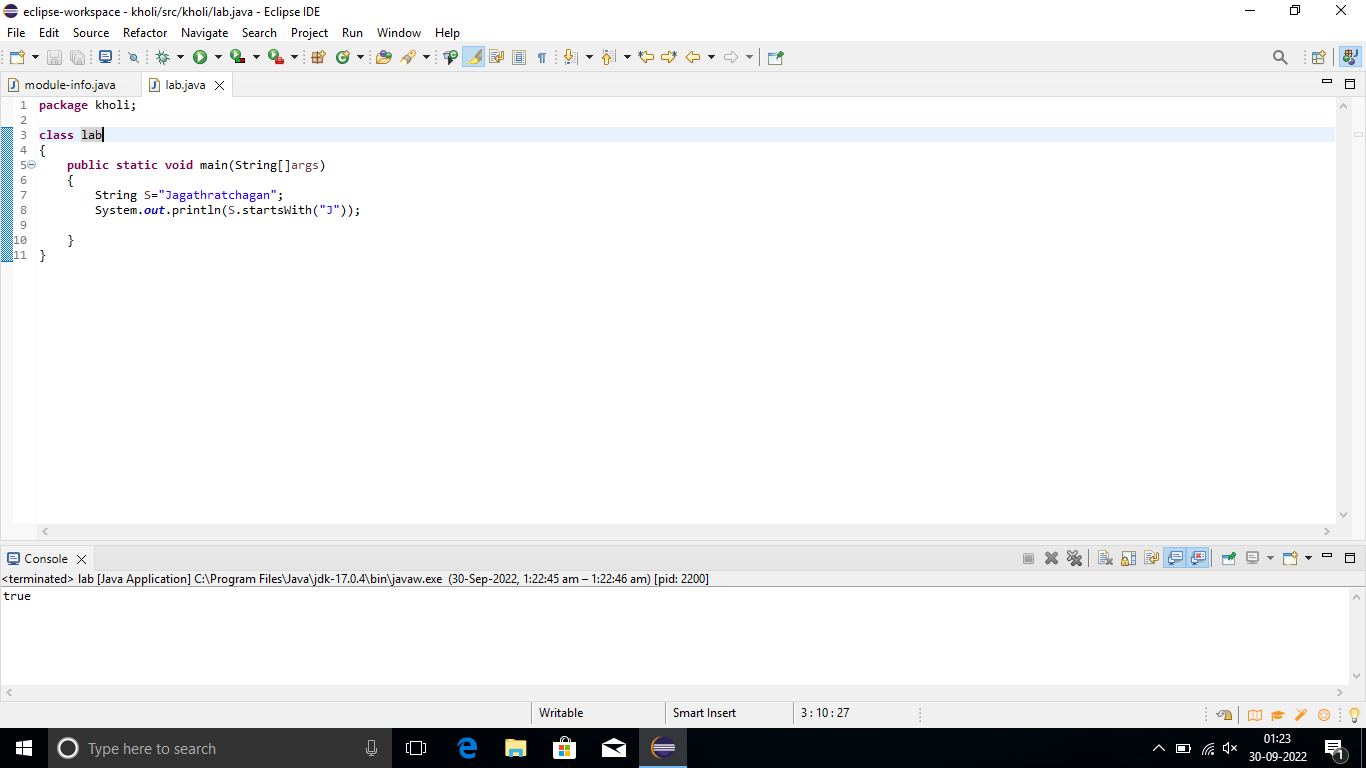 eclipse-workspace - kholi/src/kholi/lab.java - Eclipse IDE
File Edit Source Refactor Navigate Search Project Run Window Help
module-info.java lab.java
1 package kholi;
2
3 class lab
4 {
5 public static void main(String[]args)
6 {
7 String S="Jagathratchagan";
8 System.out.println(S.startsWith("J"));
9
10 }
11 }
Console
<terminated> lab [Java Application] C:\Program Files\Java\jdk-17.0.4\bin\javaw.exe (30-Sep-2022, 1:22:45 am – 1:22:46 am) [pid: 2200]
true
Writable Smart Insert 3 : 10 : 27
Type here to search
01:23
30-09-2022
1